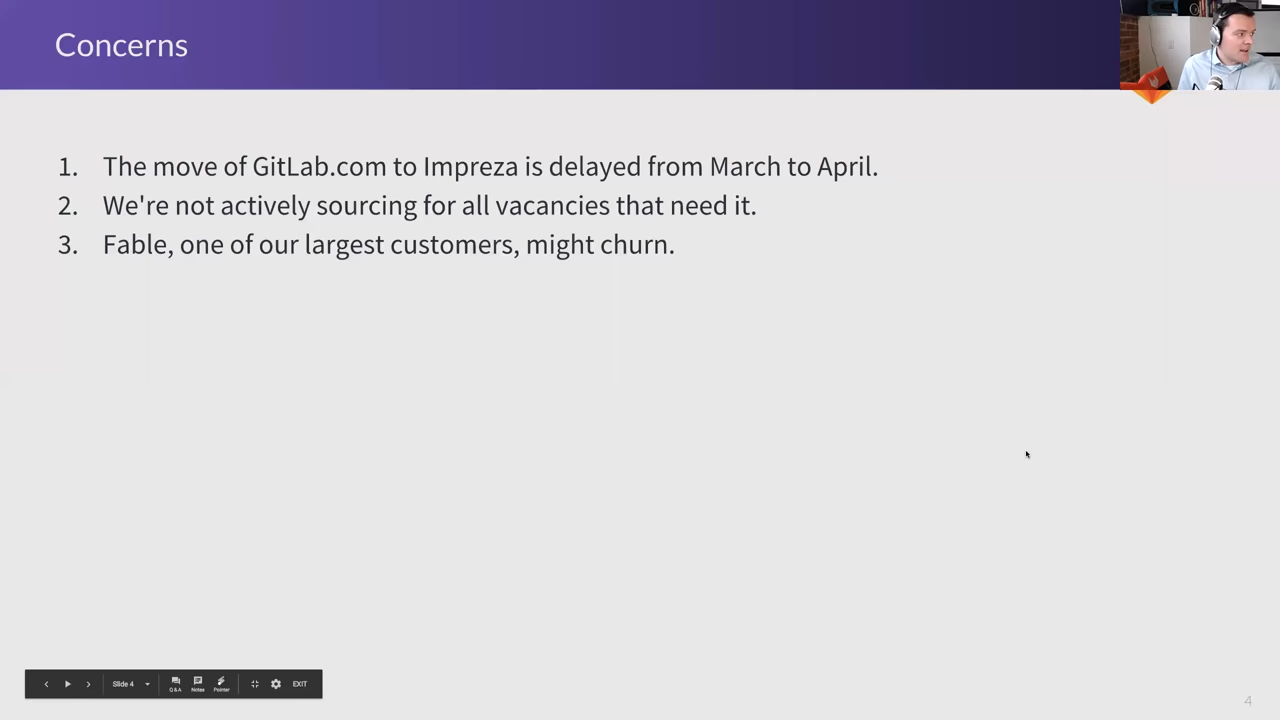 Concerns
1. The move of GitLab.com to Impreza is delayed from March to April.
2. We're not actively sourcing for all vacancies that need it.
3. Fable, one of our largest customers, might churn.
Slide 4 Q&A Notes Pointer EXIT
4